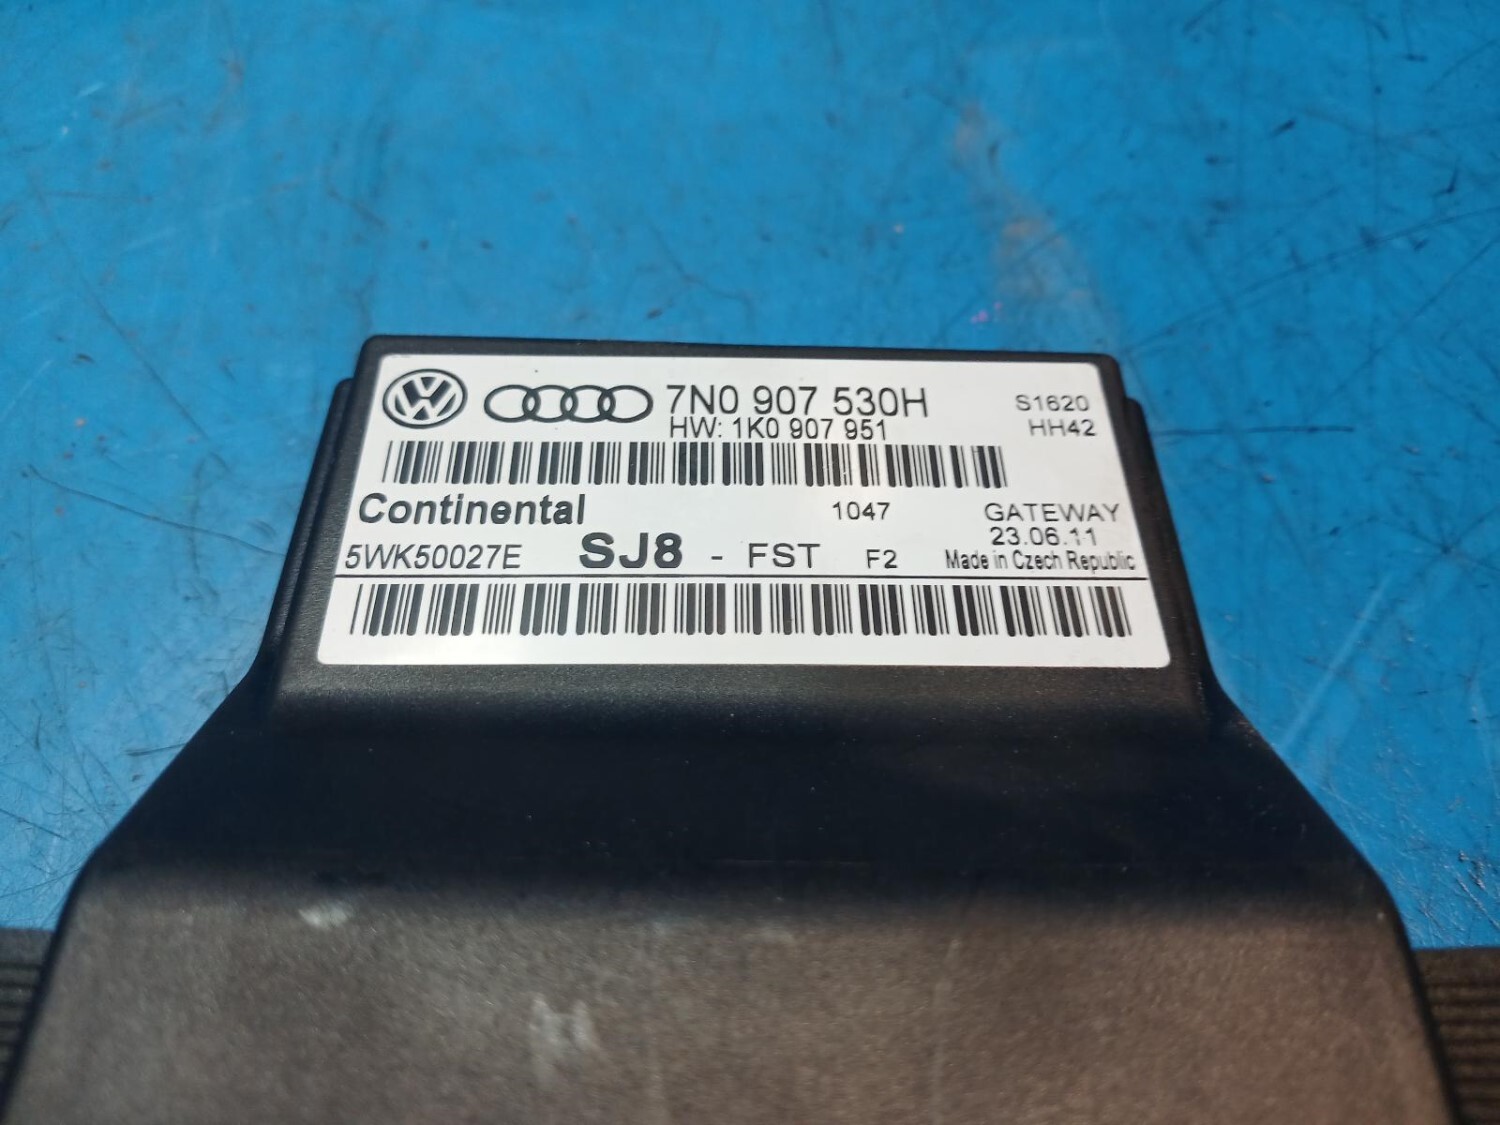 7N0 907 530H S1620
HW: 1K0 907 951 HH42
Continental 1047 GATEWAY
23.06.11
5WK50027E SJ8 - FST F2 Made in Czech Republic